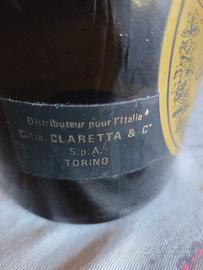 Distributeur pour l'Italie
Ditta CLARETTA & C°
S.p.A.
TORINO